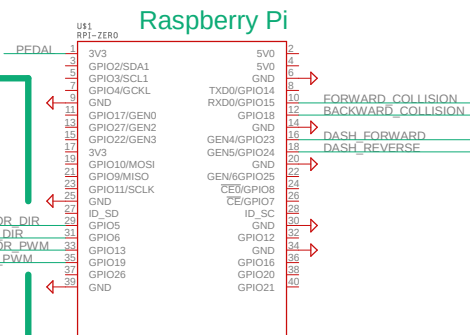 Raspberry Pi
U$1
RPI-ZERO
PEDAL 1 3V3 5V0 2
3 GPIO2/SDA1 5V0 4
5 GPIO3/SCL1 GND 6
7 GPIO4/GCKL TXD0/GPIO14 8
9 GND RXD0/GPIO15 10 FORWARD_COLLISION
11 GPIO17/GEN0 GPIO18 12 BACKWARD_COLLISION
13 GPIO27/GEN2 GND 14
15 GPIO22/GEN3 GEN4/GPIO23 16 DASH_FORWARD
17 3V3 GEN5/GPIO24 18 DASH_REVERSE
19 GPIO10/MOSI GND 20
21 GPIO9/MISO GEN/6GPIO25 22
23 GPIO11/SCLK CE0/GPIO8 24
25 GND CE/GPIO7 26
27 ID_SD ID_SC 28
OR_DIR 29 GPIO5 GND 30
DIR 31 GPIO6 GPIO12 32
OR_PWM 33 GPIO13 GND 34
PWM 35 GPIO19 GPIO16 36
37 GPIO26 GPIO20 38
39 GND GPIO21 40